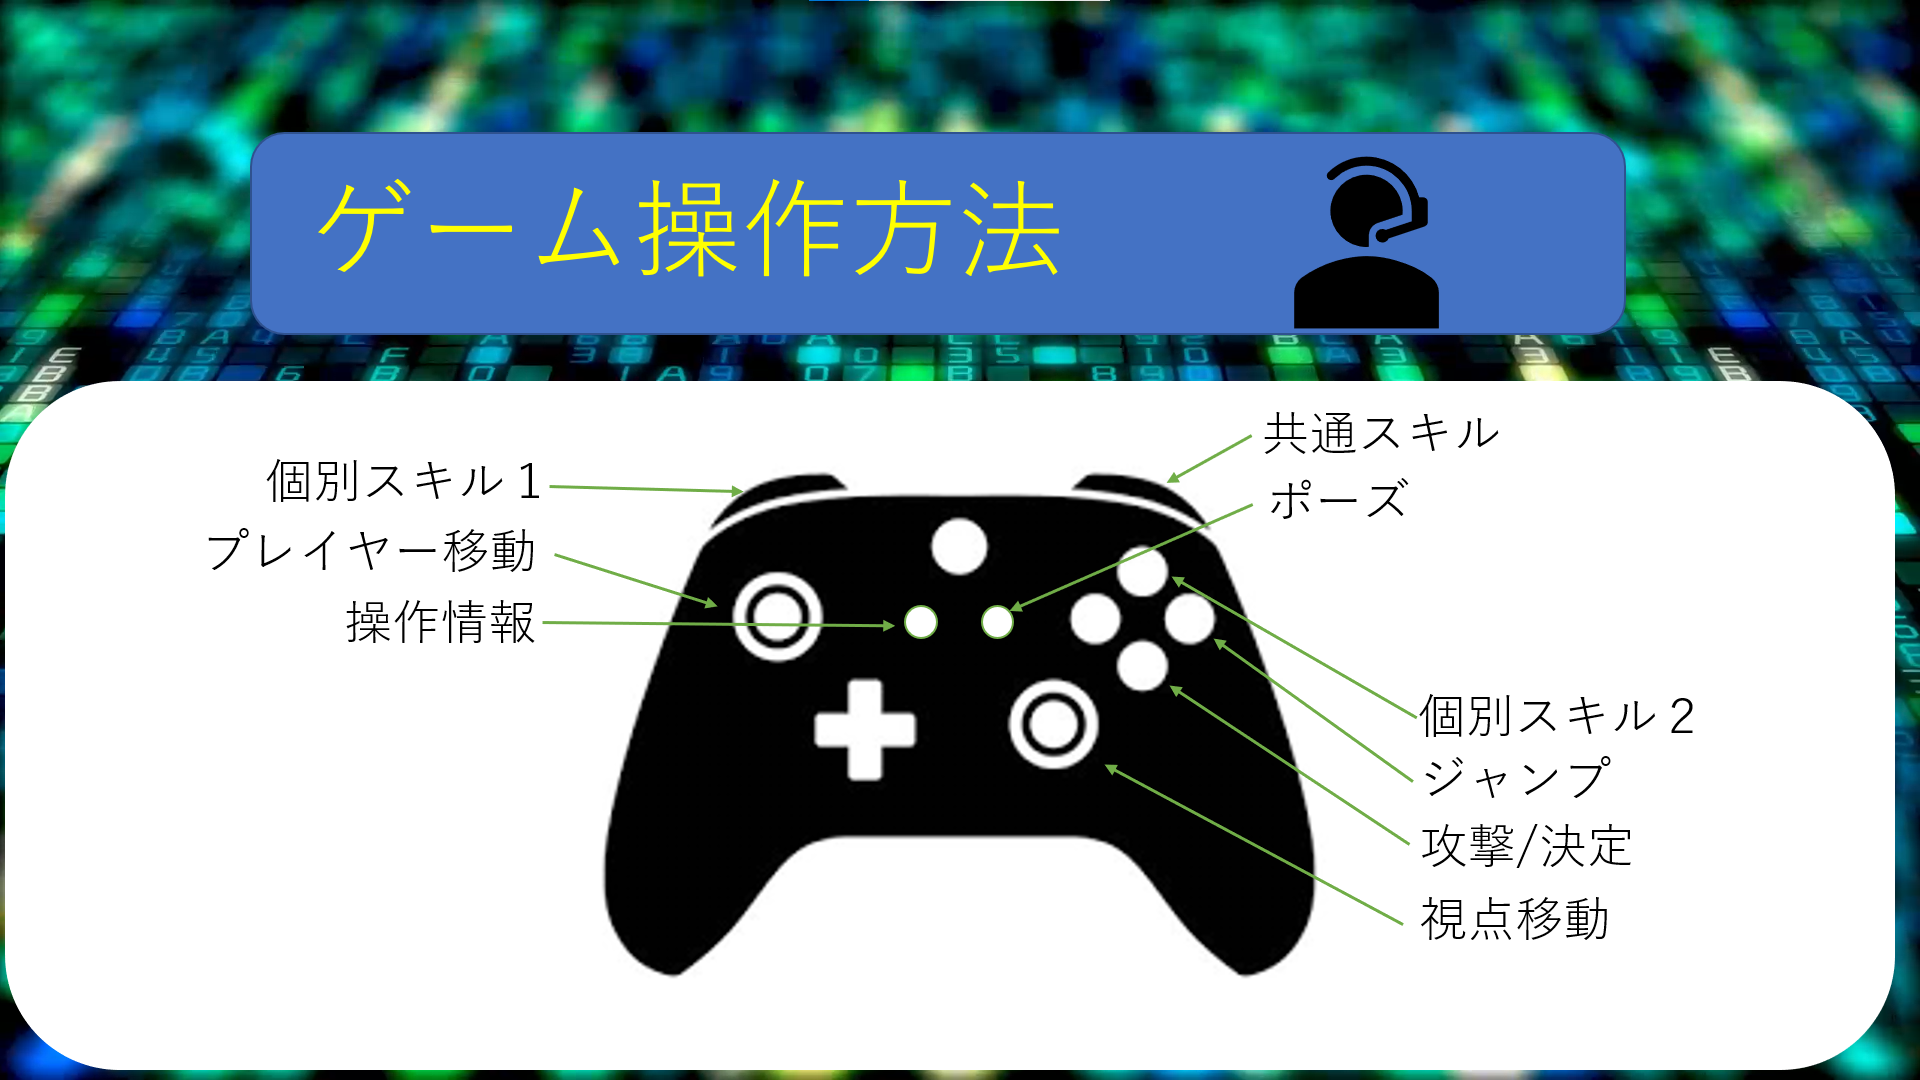 ゲーム操作方法
個別スキル1
プレイヤー移動
操作情報
共通スキル
ポーズ
個別スキル2
ジャンプ
攻撃/決定
視点移動